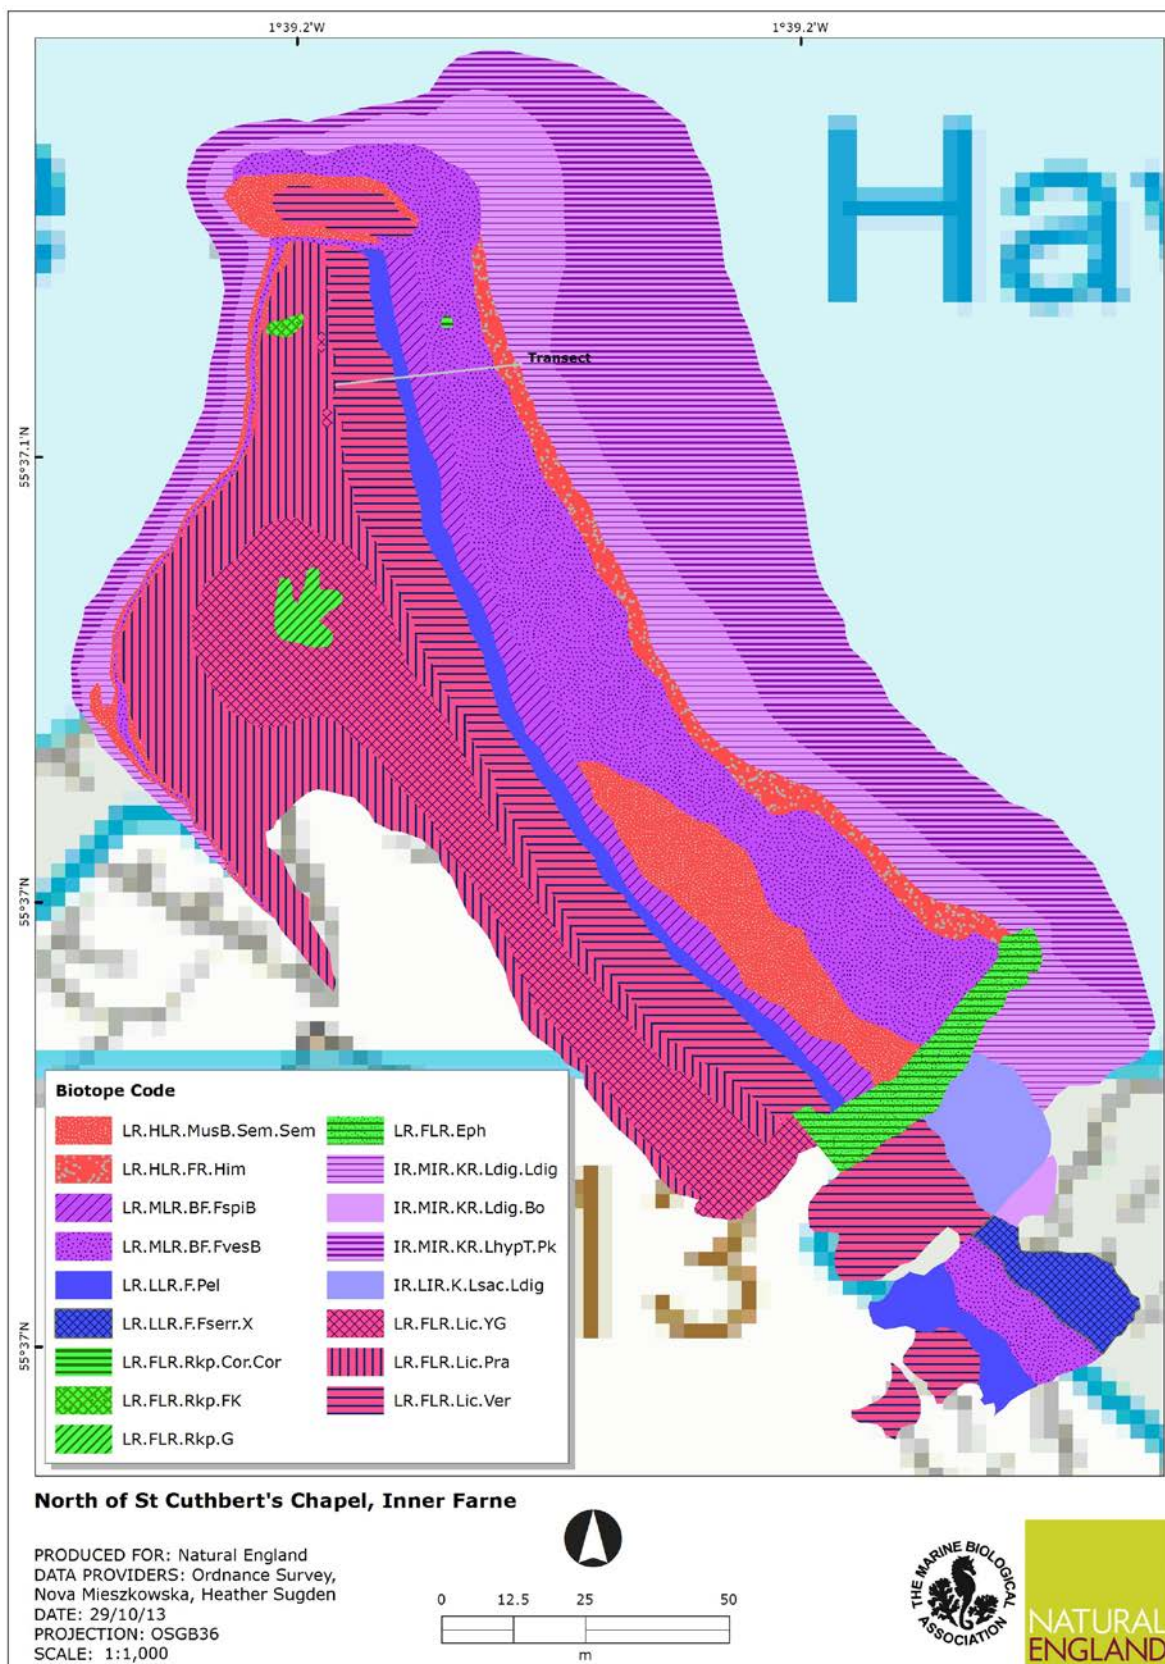 1°39.2'W
1°39.2'W
Hav
55°37.1'N
Transect
55°37'N
13
55°37'N
Biotope Code
LR.HLR.MusB.Sem.Sem
LR.HLR.FR.Him
LR.MLR.BF.FspiB
LR.MLR.BF.FvesB
LR.LLR.F.Pel
LR.LLR.F.Fserr.X
LR.FLR.Rkp.Cor.Cor
LR.FLR.Rkp.FK
LR.FLR.Rkp.G
LR.FLR.Eph
IR.MIR.KR.Ldig.Ldig
IR.MIR.KR.Ldig.Bo
IR.MIR.KR.LhypT.Pk
IR.LIR.K.Lsac.Ldig
LR.FLR.Lic.YG
LR.FLR.Lic.Pra
LR.FLR.Lic.Ver
North of St Cuthbert's Chapel, Inner Farne
PRODUCED FOR: Natural England
DATA PROVIDERS: Ordnance Survey,
Nova Mieszkowska, Heather Sugden
DATE: 29/10/13
PROJECTION: OSGB36
SCALE: 1:1,000
0 12.5 25 50
m
THE MARINE BIOLOGICAL
ASSOCIATION
NATURAL
ENGLAND